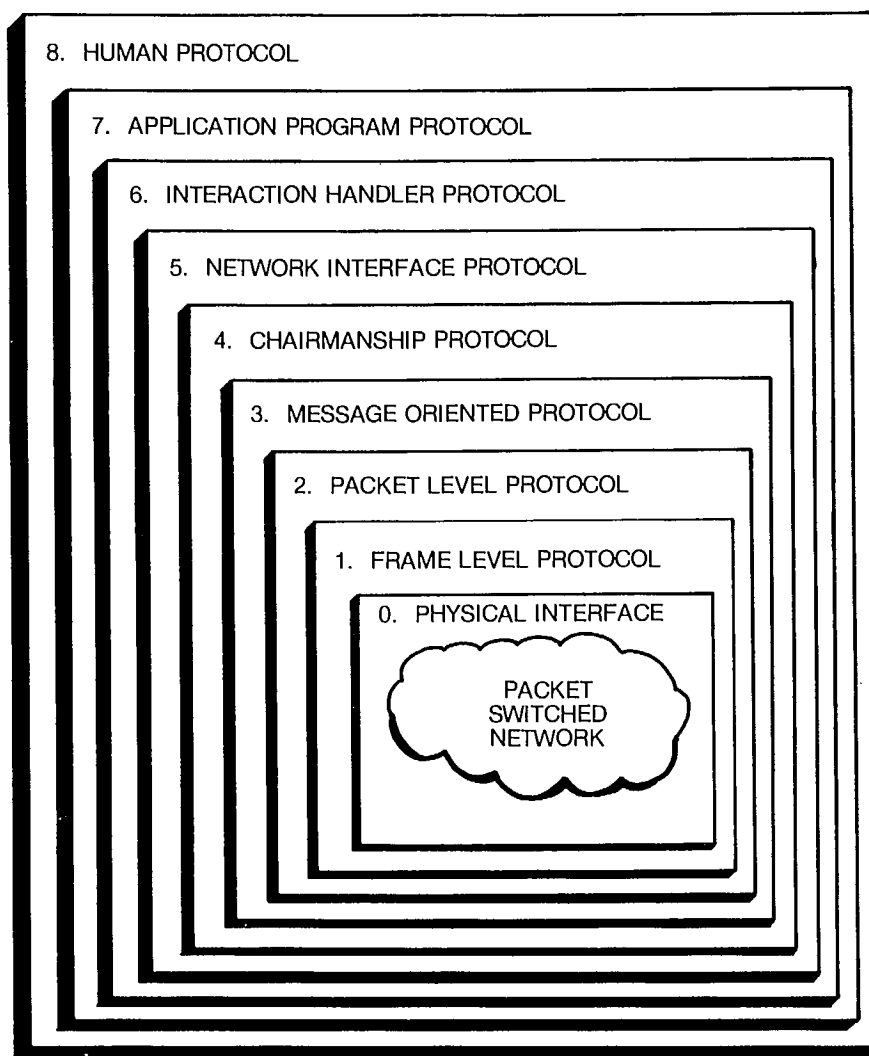 8. HUMAN PROTOCOL
7. APPLICATION PROGRAM PROTOCOL
6. INTERACTION HANDLER PROTOCOL
5. NETWORK INTERFACE PROTOCOL
4. CHAIRMANSHIP PROTOCOL
3. MESSAGE ORIENTED PROTOCOL
2. PACKET LEVEL PROTOCOL
1. FRAME LEVEL PROTOCOL
0. PHYSICAL INTERFACE
PACKET
SWITCHED
NETWORK